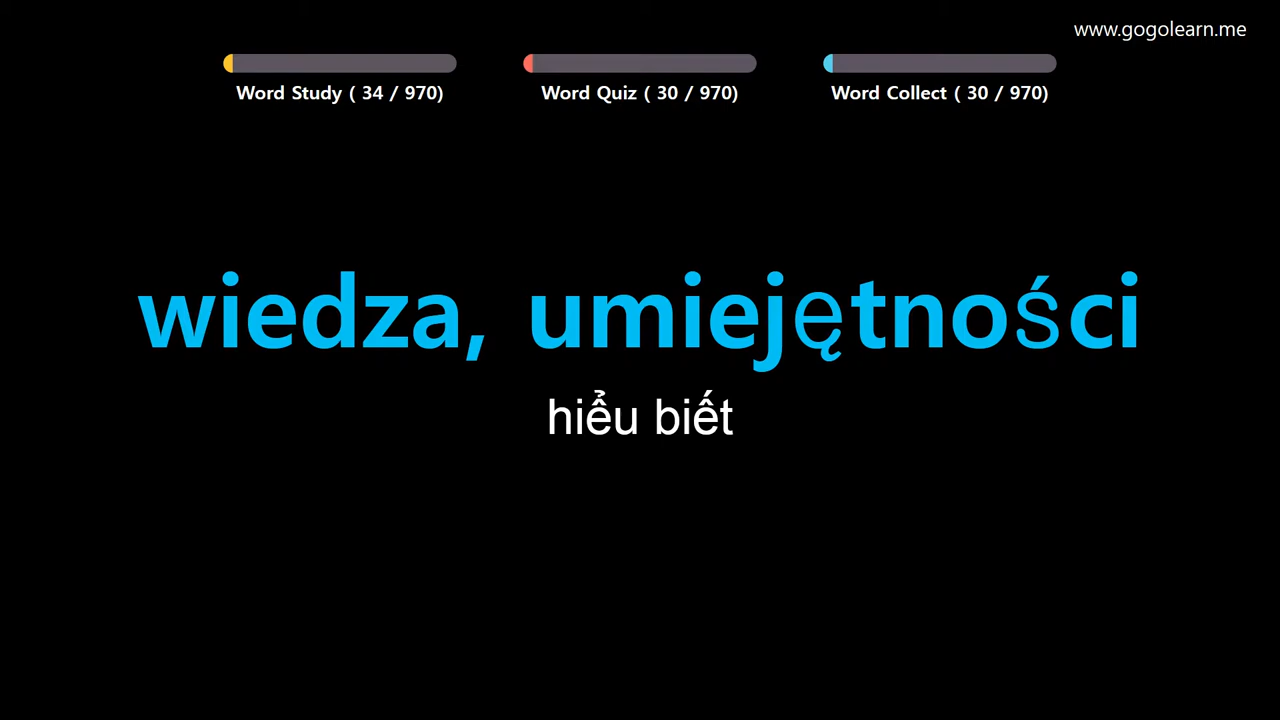 www.gogolearn.me
Word Study ( 34 / 970)
Word Quiz ( 30 / 970)
Word Collect ( 30 / 970)
wiedza, umiejętności
hiểu biết